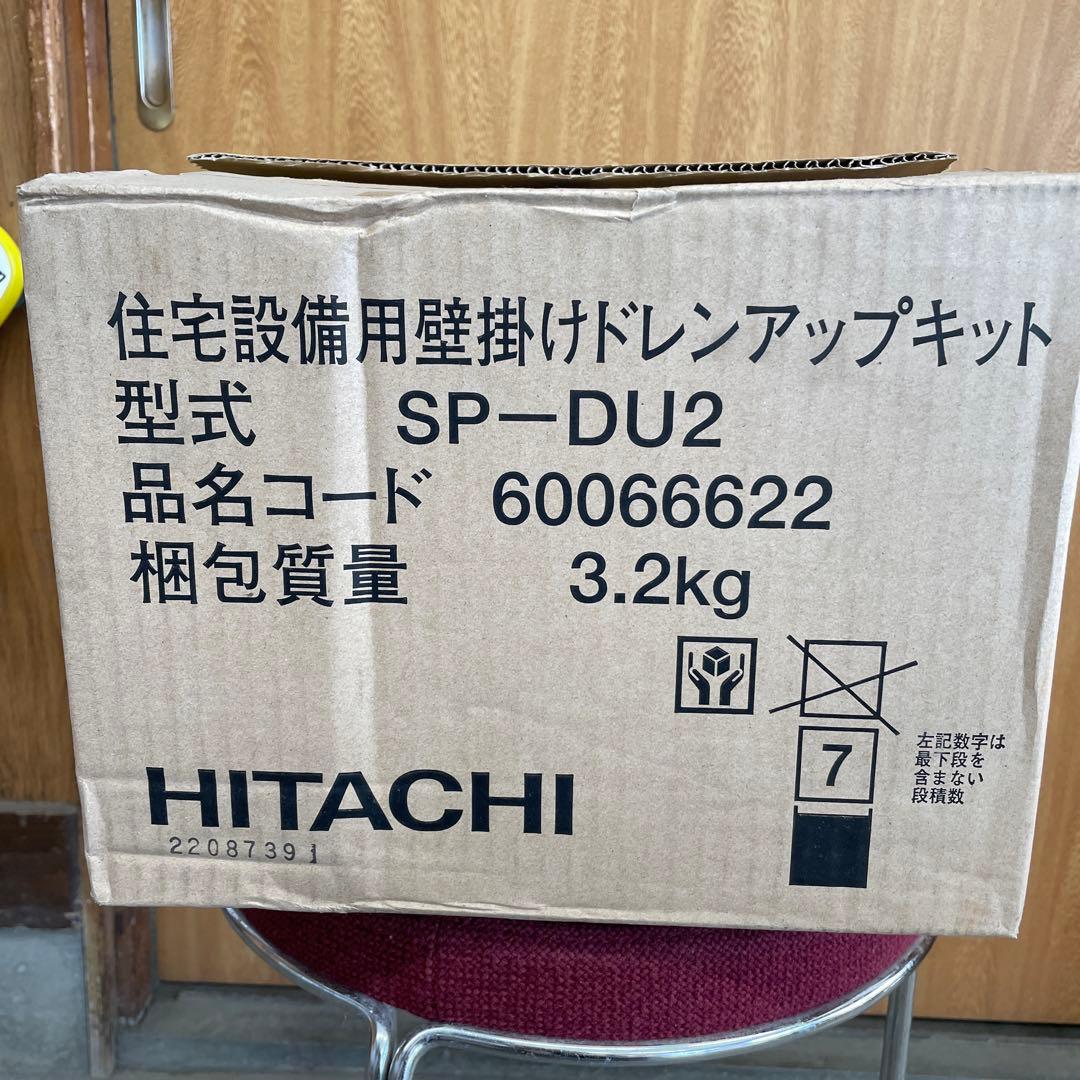 住宅設備用壁掛けドレンアップキット
型式 SP-DU2
品名コード 60066622
梱包質量 3.2kg
7
左記数字は
最下段を
含まない
段積数
HITACHI
22087391